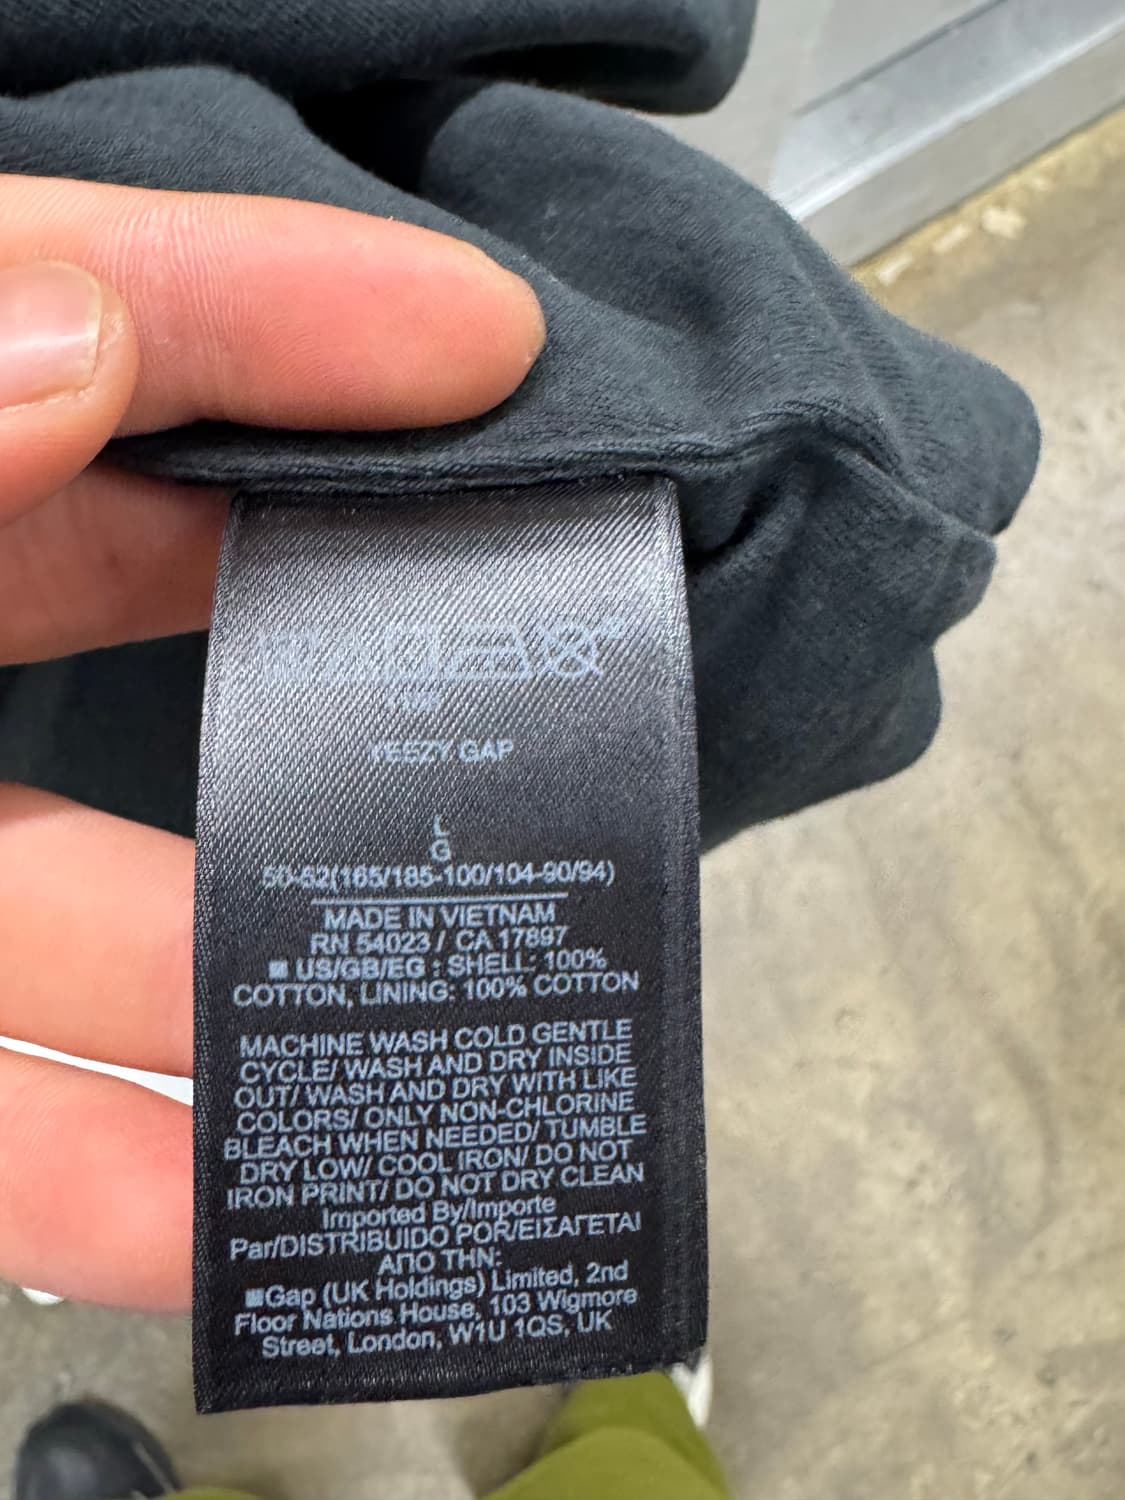 YEEZY GAP
L
G
50-52(165/185-100/104-90/94)
MADE IN VIETNAM
RN 54023 / CA 17897
US/GB/EG : SHELL: 100%
COTTON, LINING: 100% COTTON
MACHINE WASH COLD GENTLE
CYCLE/ WASH AND DRY INSIDE
OUT/ WASH AND DRY WITH LIKE
COLORS/ ONLY NON-CHLORINE
BLEACH WHEN NEEDED/ TUMBLE
DRY LOW/ COOL IRON/ DO NOT
IRON PRINT/ DO NOT DRY CLEAN
Imported By/Importe
Par/DISTRIBUIDO POR/ΕΙΣΑΓΕΤΑΙ
ΑΠΟ ΤΗΝ:
Gap (UK Holdings) Limited, 2nd
Floor Nations House, 103 Wigmore
Street, London, W1U 1QS, UK